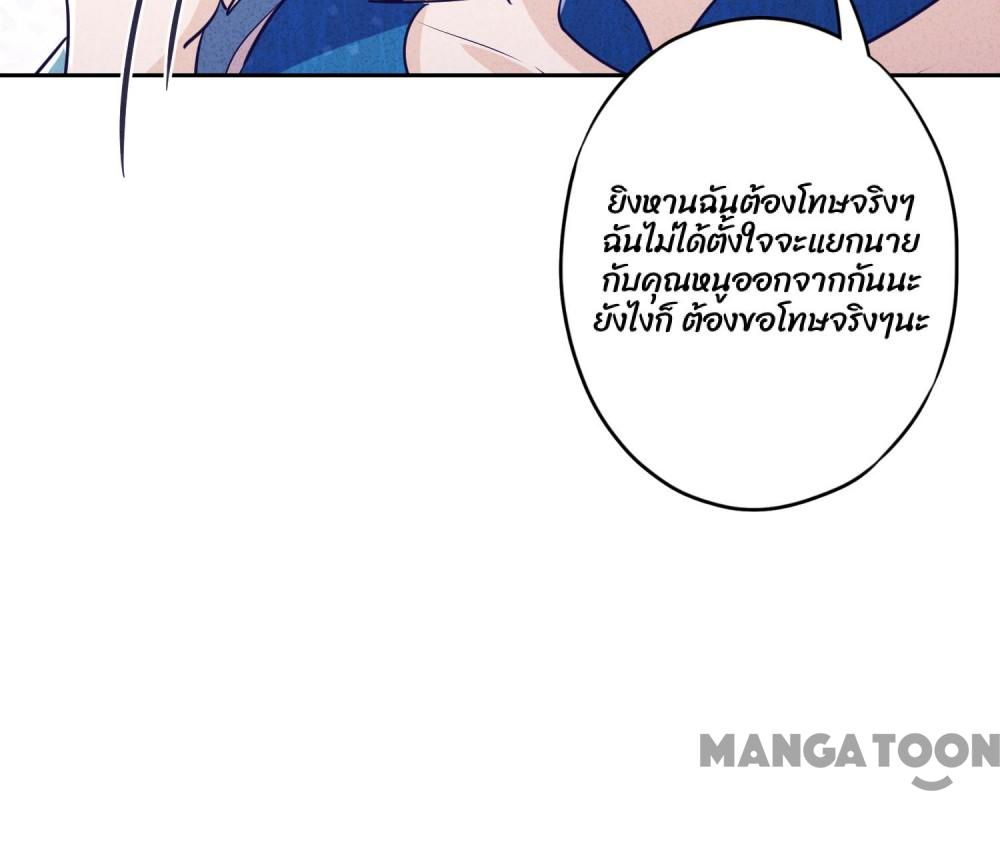 ยิงหานฉันต้องโทษจริงๆ
ฉันไม่ได้ตั้งใจจะแยกนาย
กับคุณหนูออกจากกันนะ
ยังไงก็ ต้องขอโทษจริงๆนะ
MANGATOON